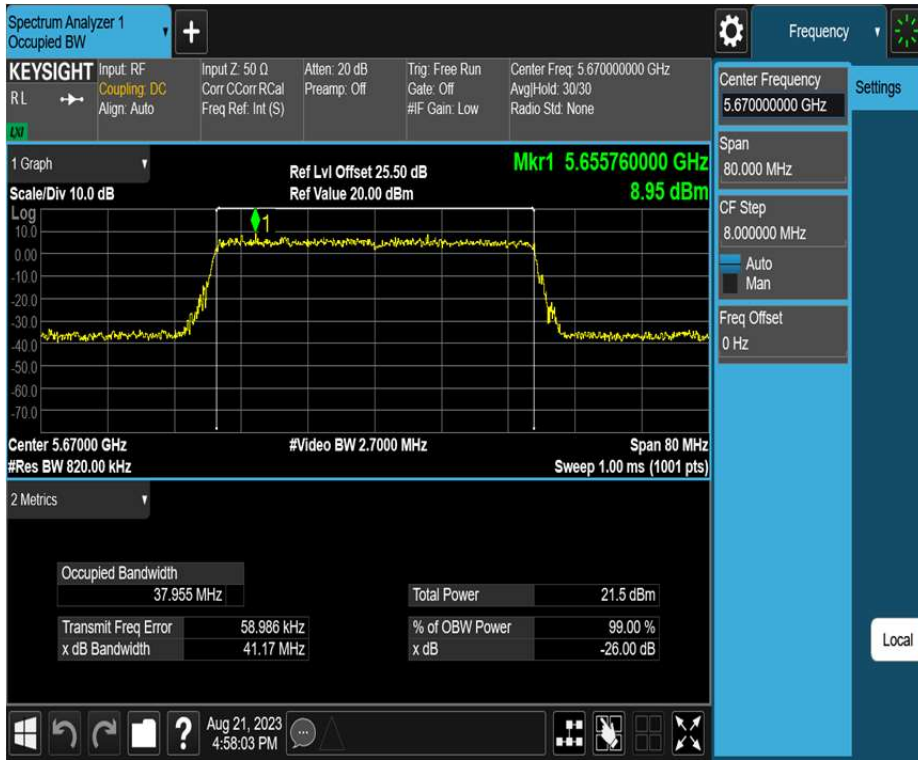 Spectrum Analyzer 1
Occupied BW
+
Frequency
KEYSIGHT
R L
LXI
Input: RF
Coupling: DC
Align: Auto
Input Z: 50 Ω
Corr CCorr RCal
Freq Ref: Int (S)
Atten: 20 dB
Preamp: Off
Trig: Free Run
Gate: Off
#IF Gain: Low
Center Freq: 5.670000000 GHz
Avg|Hold: 30/30
Radio Std: None
Center Frequency
5.670000000 GHz
Settings
Span
80.000 MHz
CF Step
8.000000 MHz
Auto
Man
Freq Offset
0 Hz
Local
1 Graph
Scale/Div 10.0 dB
Ref Lvl Offset 25.50 dB
Ref Value 20.00 dBm
Mkr1 5.655760000 GHz
8.95 dBm
Log
1
10.0
0.00
-10.0
-20.0
-30.0
-40.0
-50.0
-60.0
-70.0
Center 5.67000 GHz
#Res BW 820.00 kHz
#Video BW 2.7000 MHz
Span 80 MHz
Sweep 1.00 ms (1001 pts)
2 Metrics
Occupied Bandwidth
37.955 MHz
Total Power 21.5 dBm
Transmit Freq Error 58.986 kHz
% of OBW Power 99.00 %
x dB Bandwidth 41.17 MHz
x dB -26.00 dB
?
Aug 21, 2023
4:58:03 PM